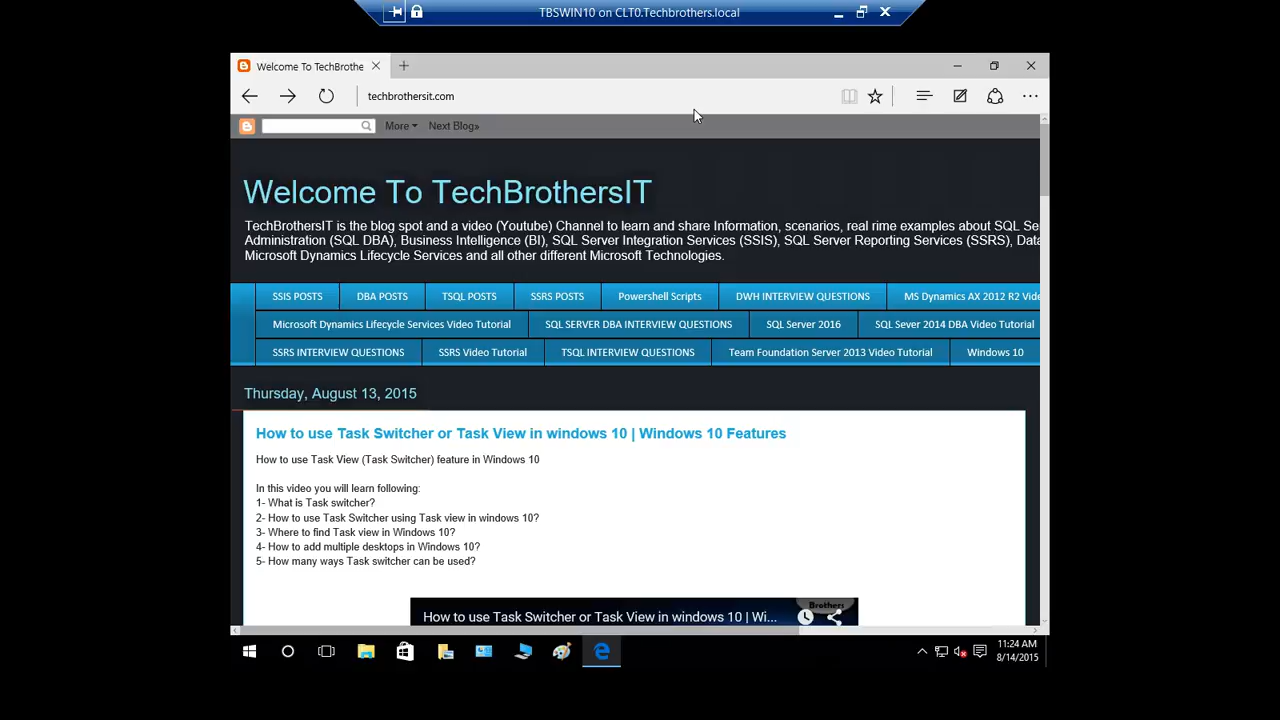 TBSWIN10 on CLT0.Techbrothers.local
Welcome To TechBrothe
techbrothersit.com
More
Next Blog»
Welcome To TechBrothersIT
TechBrothersIT is the blog spot and a video (Youtube) Channel to learn and share Information, scenarios, real rime examples about SQL Se
Administration (SQL DBA), Business Intelligence (BI), SQL Server Integration Services (SSIS), SQL Server Reporting Services (SSRS), Data
Microsoft Dynamics Lifecycle Services and all other different Microsoft Technologies.
SSIS POSTS DBA POSTS TSQL POSTS SSRS POSTS Powershell Scripts DWH INTERVIEW QUESTIONS MS Dynamics AX 2012 R2 Vide
Microsoft Dynamics Lifecycle Services Video Tutorial SQL SERVER DBA INTERVIEW QUESTIONS SQL Server 2016 SQL Sever 2014 DBA Video Tutorial
SSRS INTERVIEW QUESTIONS SSRS Video Tutorial TSQL INTERVIEW QUESTIONS Team Foundation Server 2013 Video Tutorial Windows 10
Thursday, August 13, 2015
How to use Task Switcher or Task View in windows 10 | Windows 10 Features
How to use Task View (Task Switcher) feature in Windows 10
In this video you will learn following:
1- What is Task switcher?
2- How to use Task Switcher using Task view in windows 10?
3- Where to find Task view in Windows 10?
4- How to add multiple desktops in Windows 10?
5- How many ways Task switcher can be used?
Brothers
How to use Task Switcher or Task View in windows 10 | Wi...
11:24 AM
8/14/2015